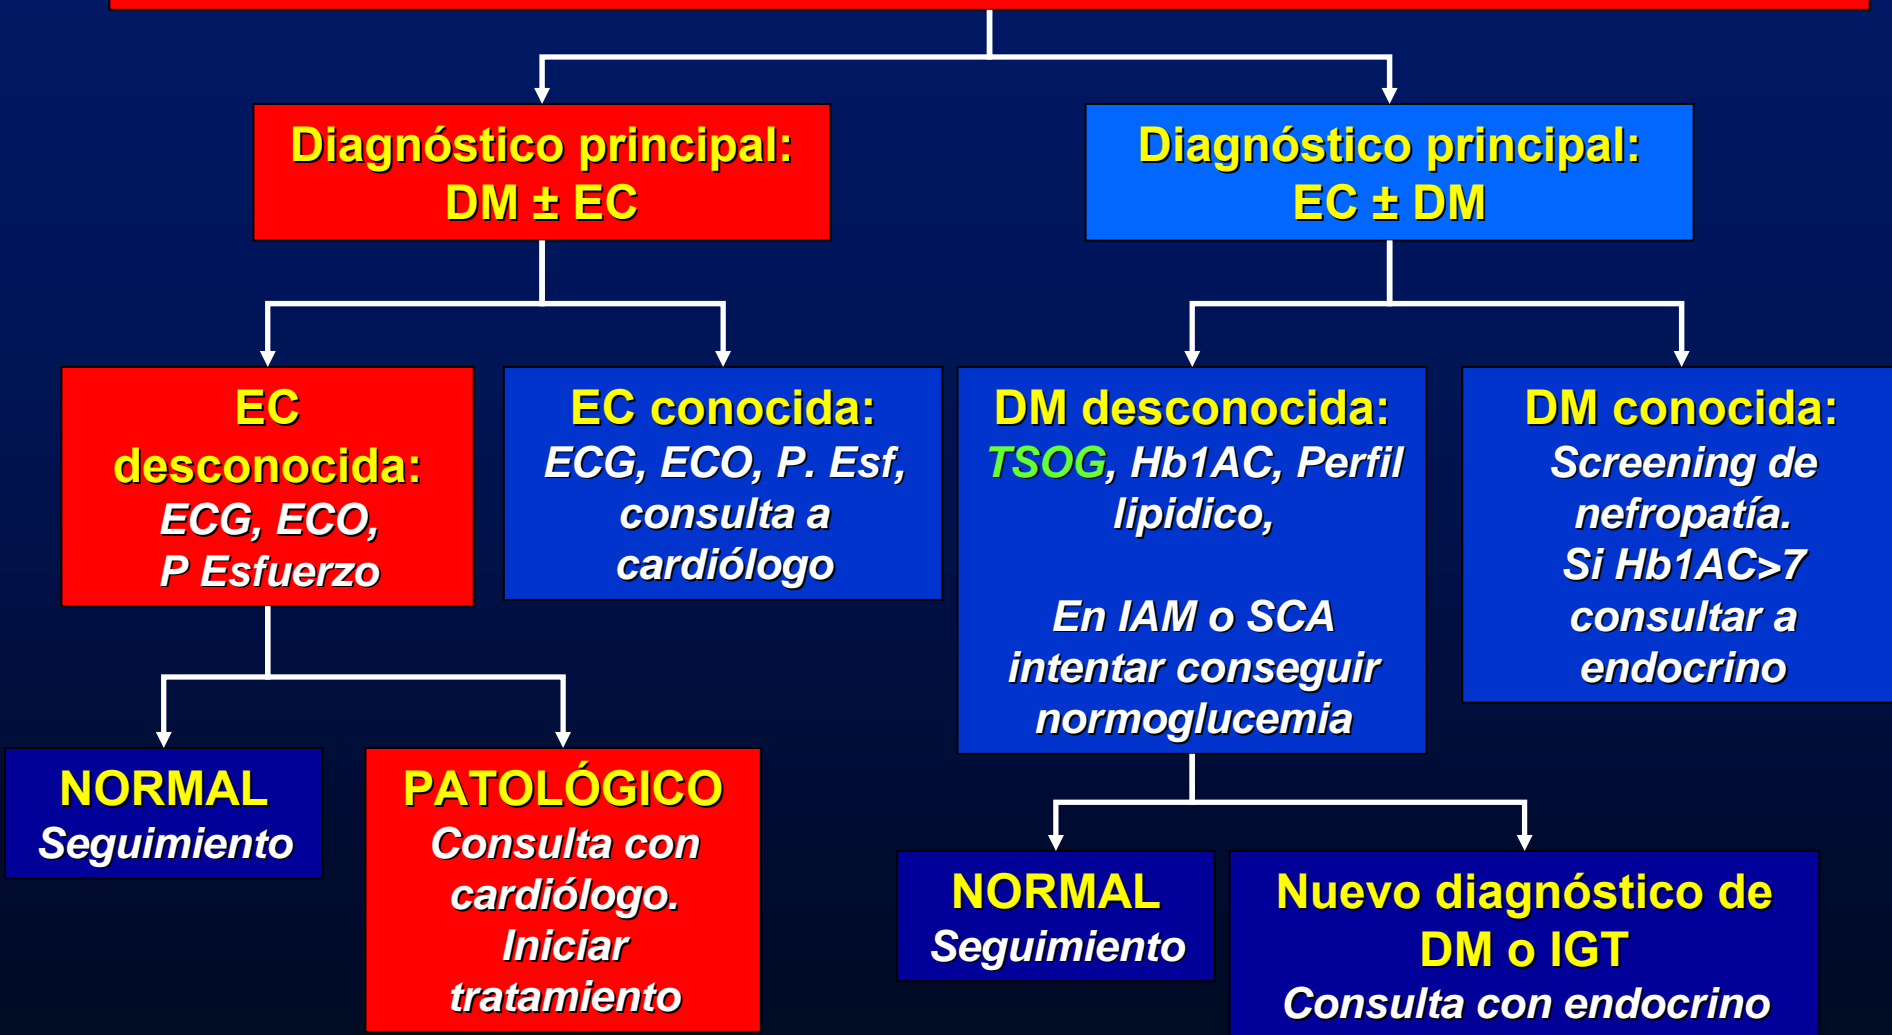 Diagnóstico principal:
DM ± EC
Diagnóstico principal:
EC ± DM
EC
desconocida:
ECG, ECO,
P Esfuerzo
EC conocida:
ECG, ECO, P. Esf,
consulta a
cardiólogo
DM desconocida:
TSOG, Hb1AC, Perfil
lipidico,
En IAM o SCA
intentar conseguir
normoglucemia
DM conocida:
Screening de
nefropatía.
Si Hb1AC>7
consultar a
endocrino
NORMAL
Seguimiento
PATOLÓGICO
Consulta con
cardiólogo.
Iniciar
tratamiento
NORMAL
Seguimiento
Nuevo diagnóstico de
DM o IGT
Consulta con endocrino